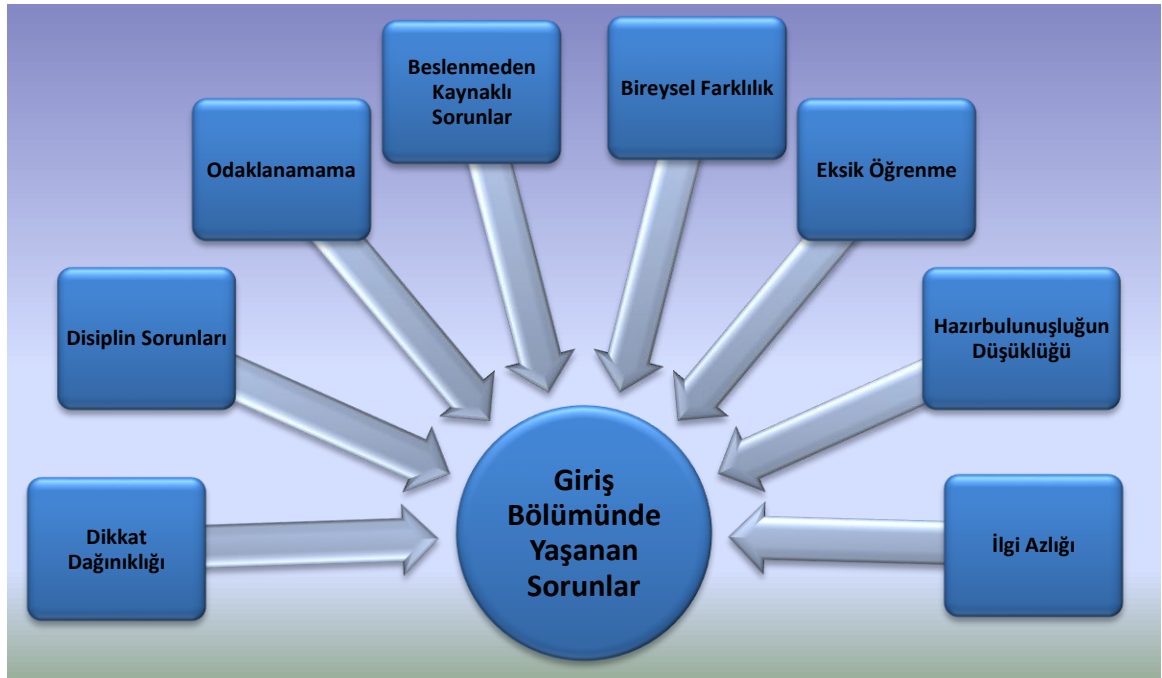 Beslenmeden
Kaynaklı
Sorunlar
Bireysel Farklılık
Odaklanamama
Eksik Öğrenme
Disiplin Sorunları
Hazırbulunuşluğun
Düşüklüğü
Dikkat
Dağınıklığı
Giriş
Bölümünde
Yaşanan
Sorunlar
İlgi Azlığı